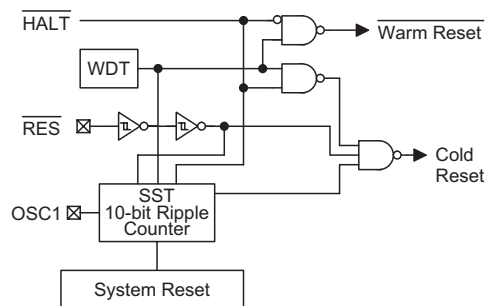 HALT
Warm Reset
WDT
RES
Cold
Reset
SST
10-bit Ripple
Counter
OSC1
System Reset